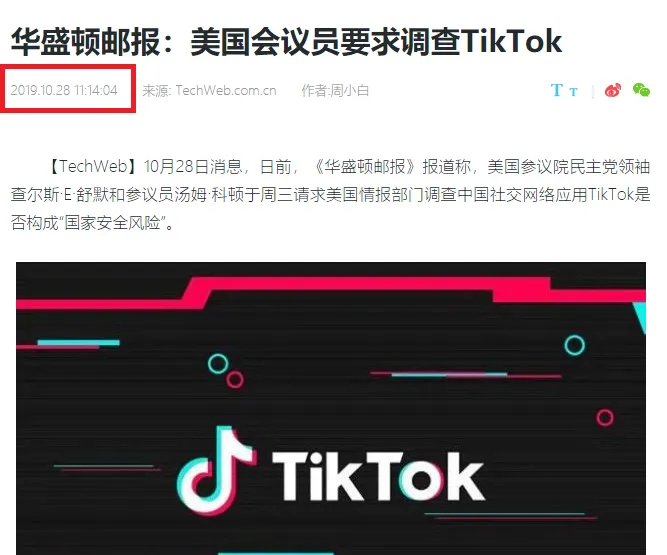 华盛顿邮报：美国会议员要求调查TikTok
2019.10.28 11:14:04 来源: TechWeb.com.cn 作者:周小白 T T
【TechWeb】10月28日消息，日前，《华盛顿邮报》报道称，美国参议院民主党领袖
查尔斯·E·舒默和参议员汤姆·科顿于周三请求美国情报部门调查中国社交网络应用TikTok是
否构成“国家安全风险”。
TikTok